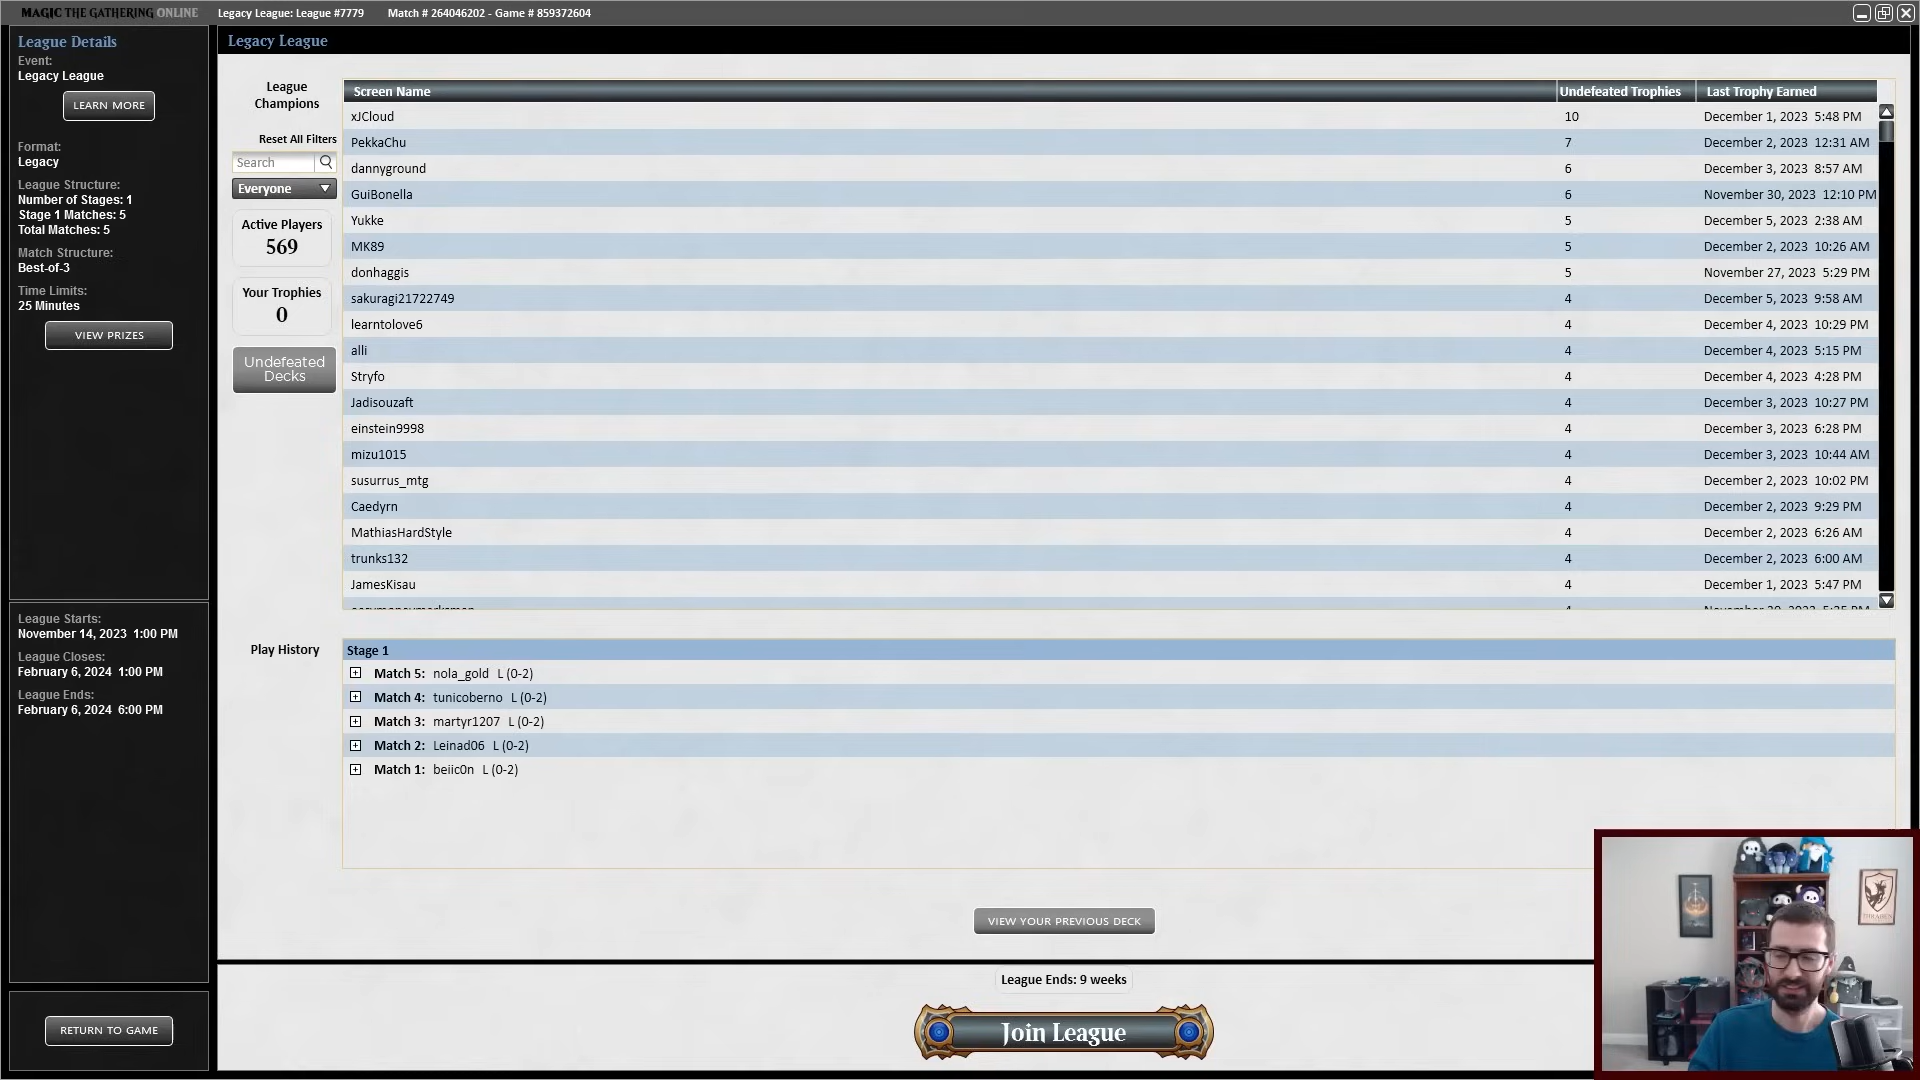 MAGIC THE GATHERING ONLINE Legacy League: League #7779 Match # 264046202 - Game # 859372604
League Details
Event:
Legacy League
LEARN MORE
Format:
Legacy
League Structure:
Number of Stages: 1
Stage 1 Matches: 5
Total Matches: 5
Match Structure:
Best-of-3
Time Limits:
25 Minutes
VIEW PRIZES
League Starts:
November 14, 2023 1:00 PM
League Closes:
February 6, 2024 1:00 PM
League Ends:
February 6, 2024 6:00 PM
RETURN TO GAME
Legacy League
League
Champions
Reset All Filters
Search
Everyone
Active Players
569
Your Trophies
0
Undefeated
Decks
Screen Name Undefeated Trophies Last Trophy Earned
xJCloud 10 December 1, 2023 5:48 PM
PekkaChu 7 December 2, 2023 12:31 AM
dannyground 6 December 3, 2023 8:57 AM
GuiBonella 6 November 30, 2023 12:10 PM
Yukke 5 December 5, 2023 2:38 AM
MK89 5 December 2, 2023 10:26 AM
donhaggis 5 November 27, 2023 5:29 PM
sakuragi21722749 4 December 5, 2023 9:58 AM
learntolove6 4 December 4, 2023 10:29 PM
alli 4 December 4, 2023 5:15 PM
Stryfo 4 December 4, 2023 4:28 PM
Jadisouzaft 4 December 3, 2023 10:27 PM
einstein9998 4 December 3, 2023 6:28 PM
mizu1015 4 December 3, 2023 10:44 AM
susurrus_mtg 4 December 2, 2023 10:02 PM
Caedyrn 4 December 2, 2023 9:29 PM
MathiasHardStyle 4 December 2, 2023 6:26 AM
trunks132 4 December 2, 2023 6:00 AM
JamesKisau 4 December 1, 2023 5:47 PM
Play History
Stage 1
Match 5: nola_gold L (0-2)
Match 4: tunicoberno L (0-2)
Match 3: martyr1207 L (0-2)
Match 2: Leinad06 L (0-2)
Match 1: beiic0n L (0-2)
VIEW YOUR PREVIOUS DECK
League Ends: 9 weeks
Join League